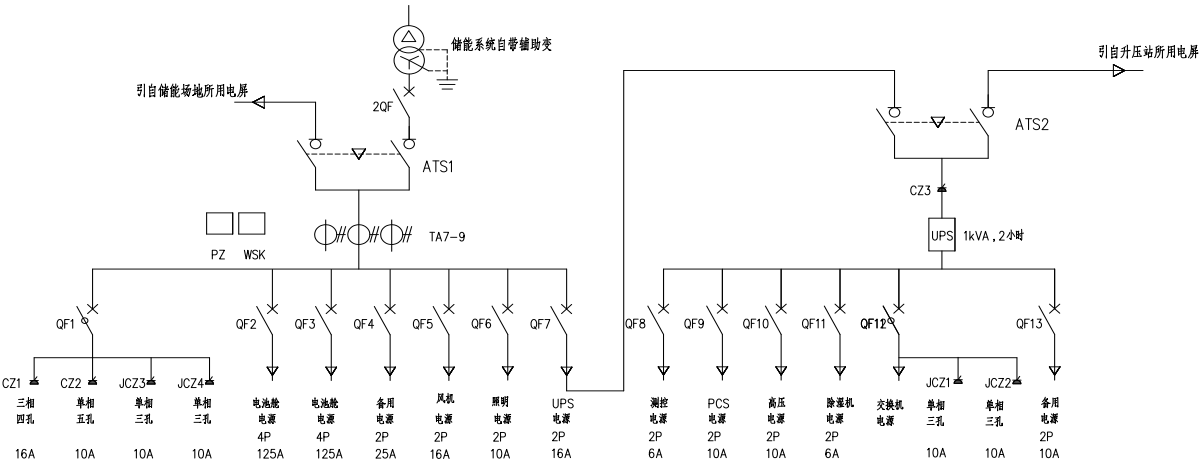 储能系统自带辅助变
引自升压站所用电屏
引自储能场地所用电屏
2QF
ATS1
ATS2
CZ3
PZ
WSK
TA7-9
UPS
1kVA,2小时
QF1
QF2
QF3
QF4
QF5
QF6
QF7
QF8
QF9
QF10
QF11
QF12
QF13
CZ1
CZ2
JCZ3
JCZ4
JCZ1
JCZ2
三相
四孔
16A
单相
五孔
10A
单相
三孔
10A
单相
三孔
10A
电池舱
电源
4P
125A
电池舱
电源
4P
125A
备用
电源
2P
25A
风机
电源
2P
16A
照明
电源
2P
10A
UPS
电源
2P
16A
测控
电源
2P
6A
PCS
电源
2P
10A
高压
电源
2P
10A
除湿机
电源
2P
6A
交换机
电源
单相
三孔
10A
单相
三孔
10A
备用
电源
2P
10A